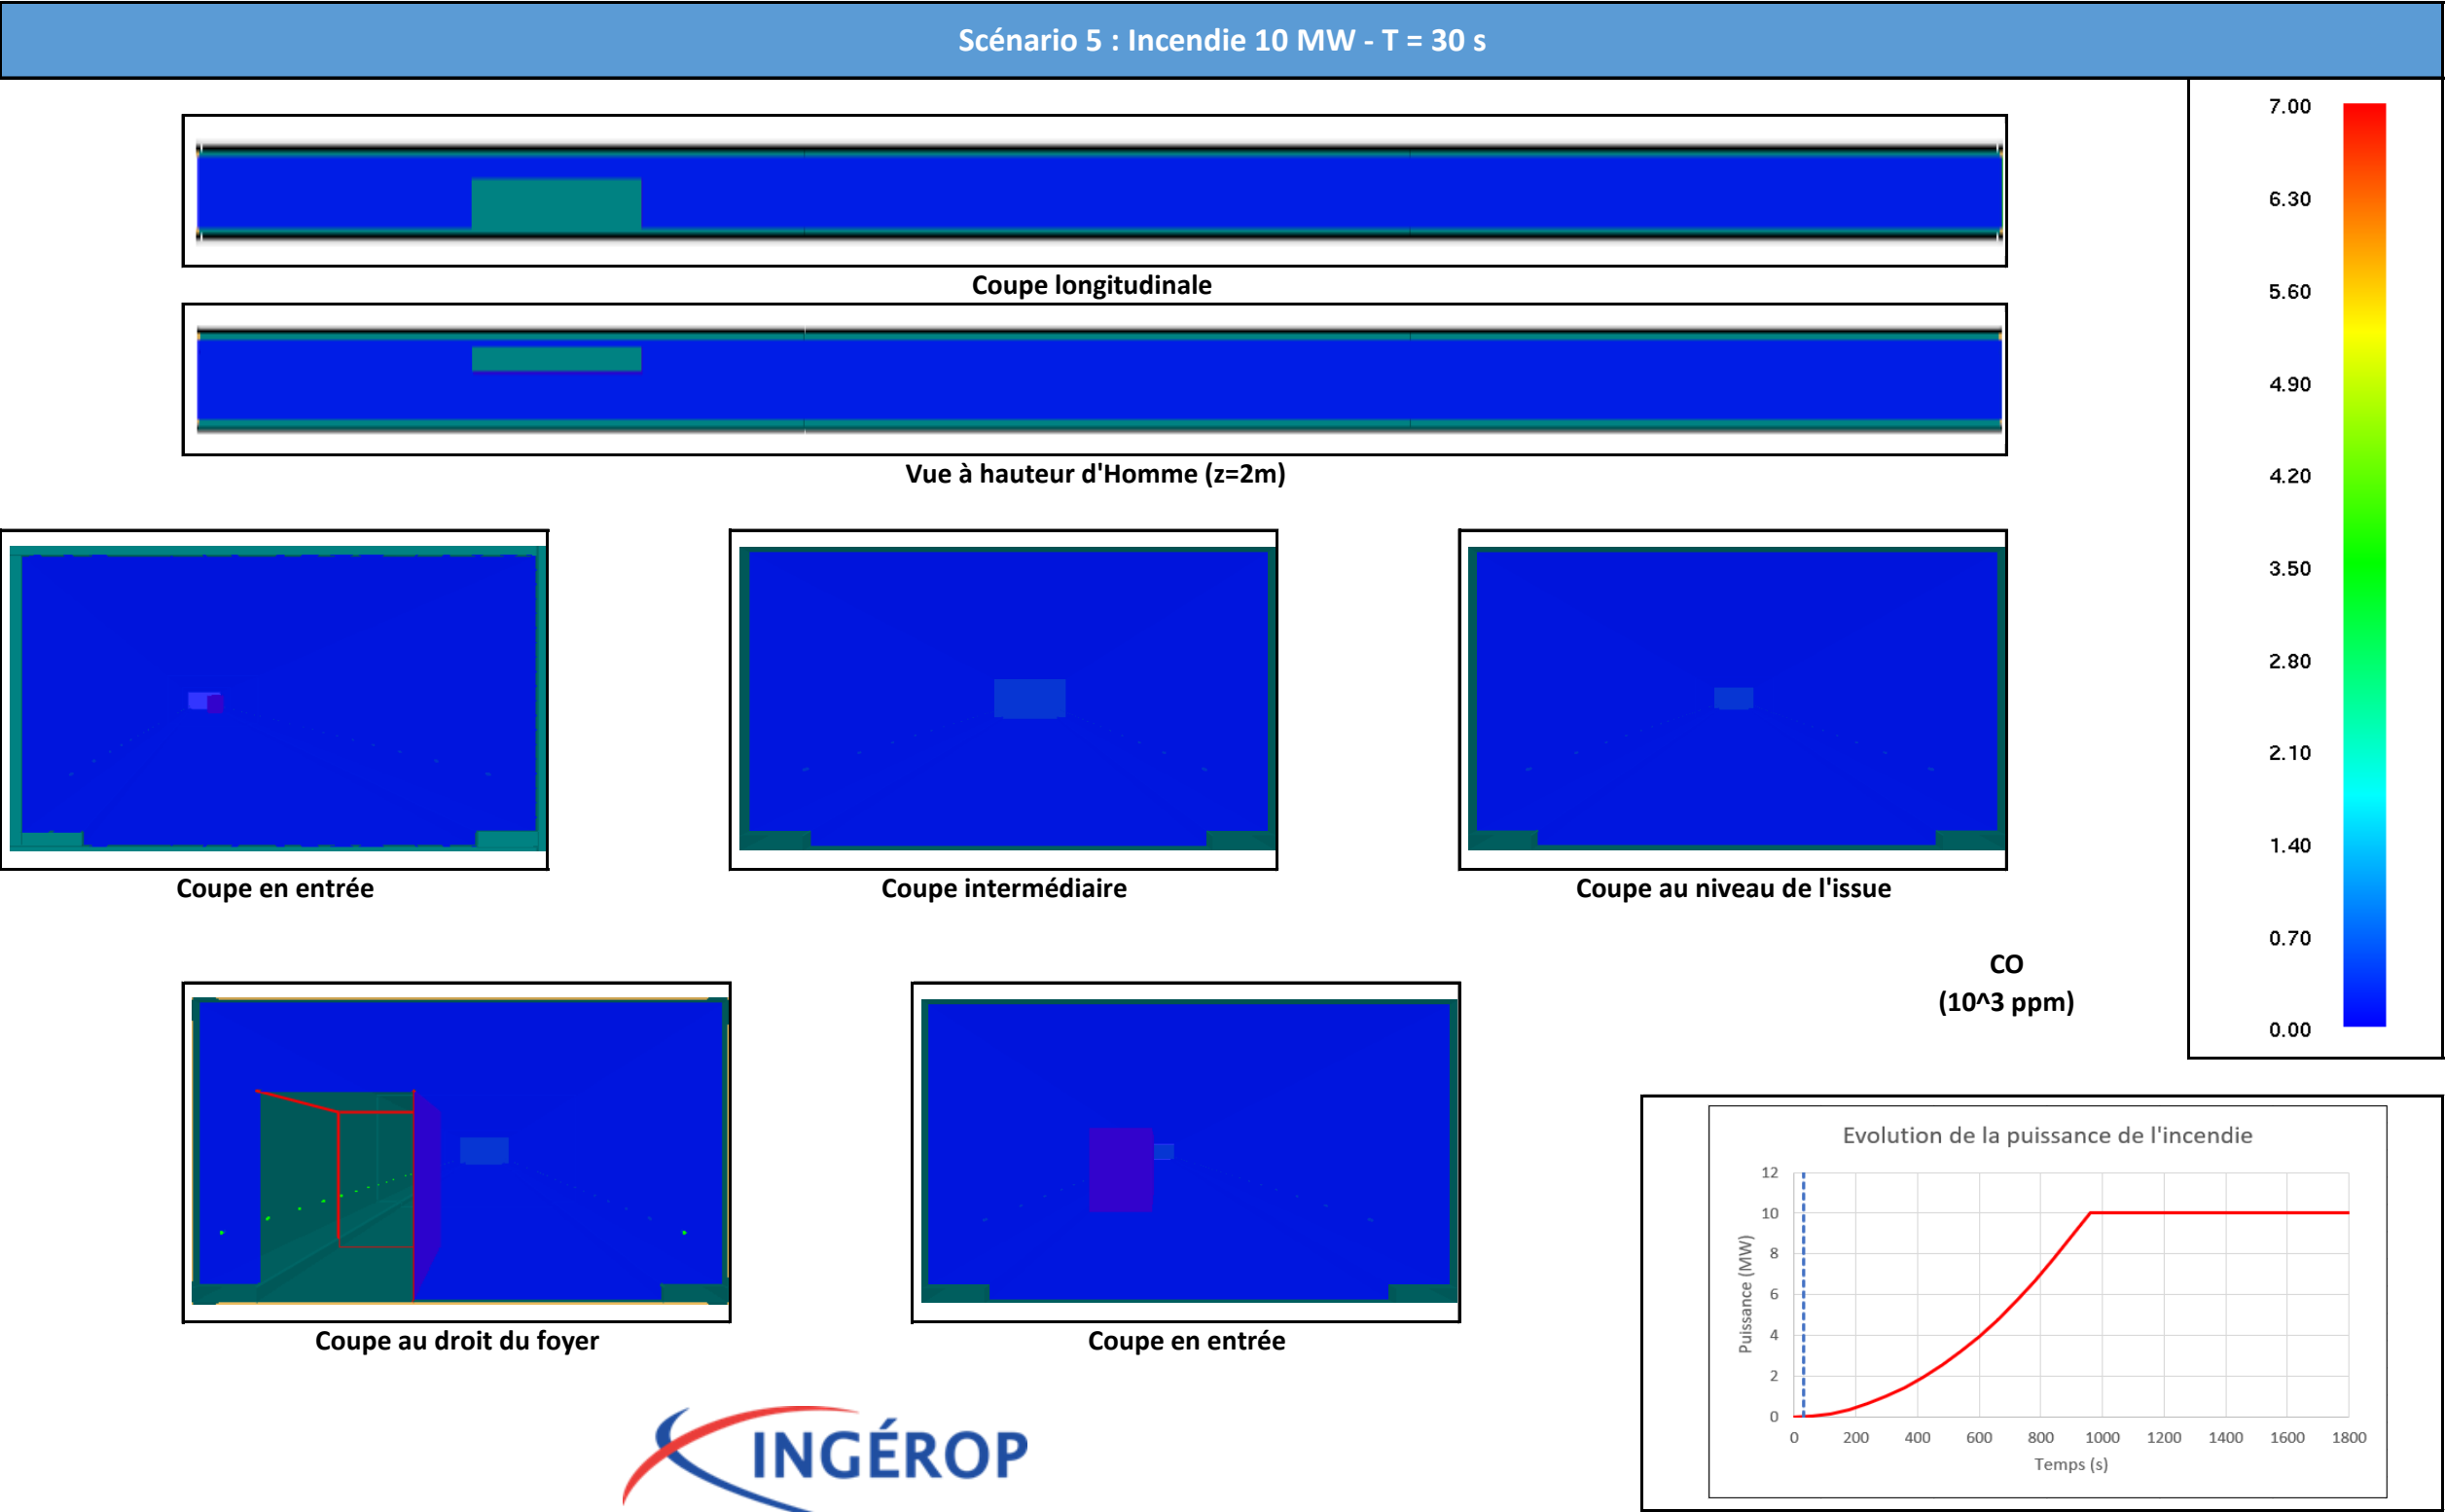 Scénario 5 : Incendie 10 MW - T = 30 s
Coupe longitudinale
Vue à hauteur d'Homme (z=2m)
Coupe en entrée
Coupe intermédiaire
Coupe au niveau de l'issue
Coupe au droit du foyer
Coupe en entrée
7.00
6.30
5.60
4.90
4.20
3.50
2.80
2.10
1.40
0.70
0.00
CO
(10^3 ppm)
Evolution de la puissance de l'incendie
Puissance (MW)
12
10
8
6
4
2
0
0 200 400 600 800 1000 1200 1400 1600 1800
Temps (s)
INGÉROP